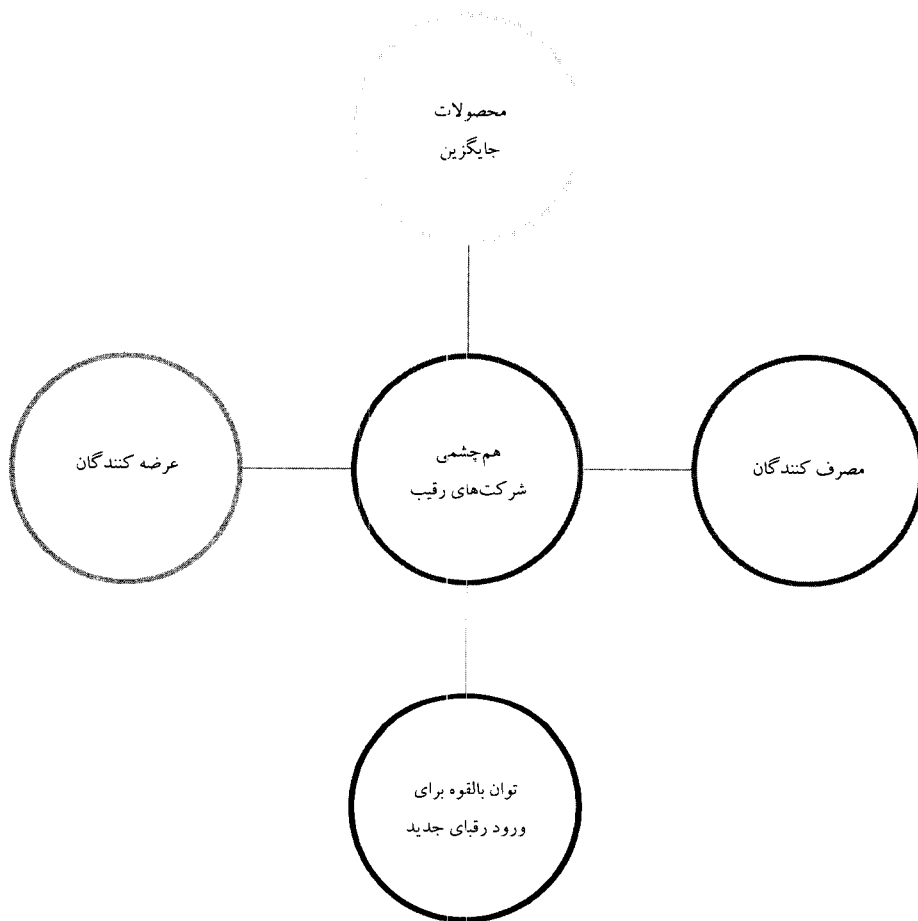 محصولات
جایگزین
هم‌چشمی
شرکت‌های رقیب
مصرف کنندگان
عرضه کنندگان
توان بالقوه برای
ورود رقبای جدید